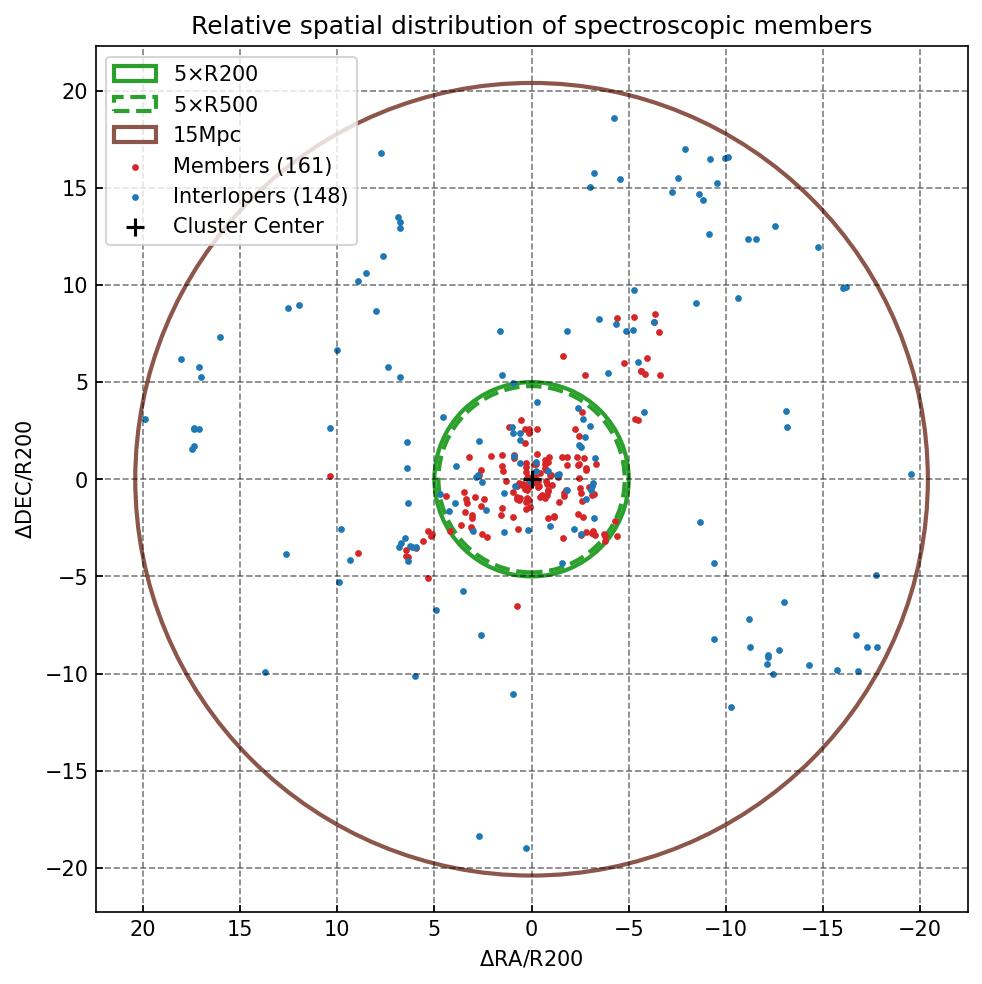 Relative spatial distribution of spectroscopic members
5×R200
5×R500
15Mpc
Members (161)
Interlopers (148)
Cluster Center
ΔDEC/R200
20
15
10
5
0
−5
−10
−15
−20
20 15 10 5 0 −5 −10 −15 −20
ΔRA/R200